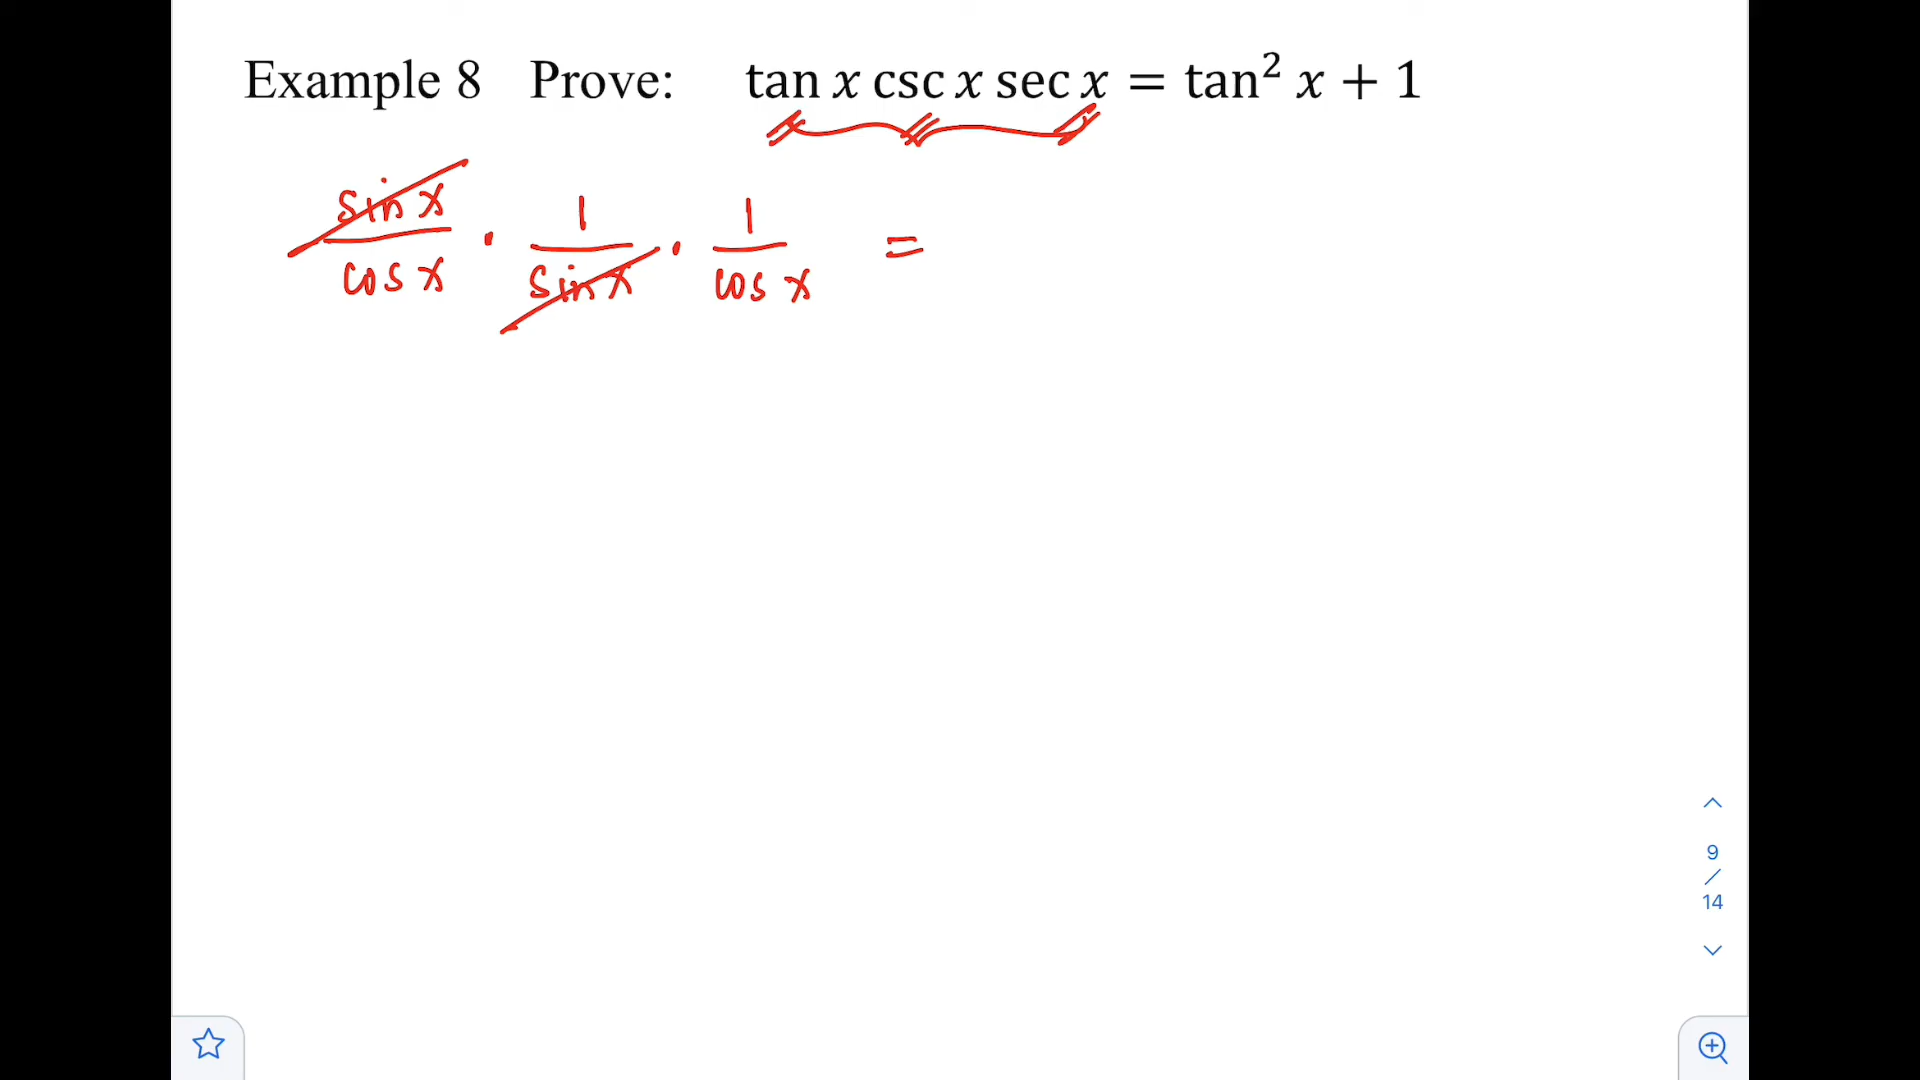 Example 8 Prove: tan x csc x sec x = tan² x + 1
sin x / cos x · 1 / sin x · 1 / cos x =
9
/
14